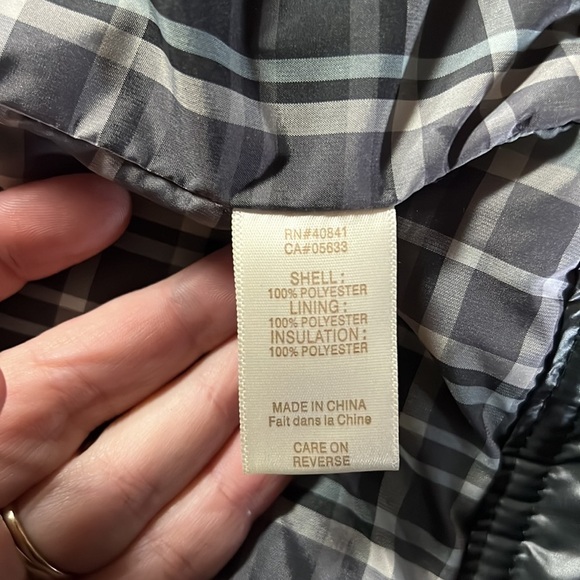 RN#40841
CA#05633
SHELL:
100% POLYESTER
LINING:
100% POLYESTER
INSULATION:
100% POLYESTER
MADE IN CHINA
Fait dans la Chine
CARE ON
REVERSE